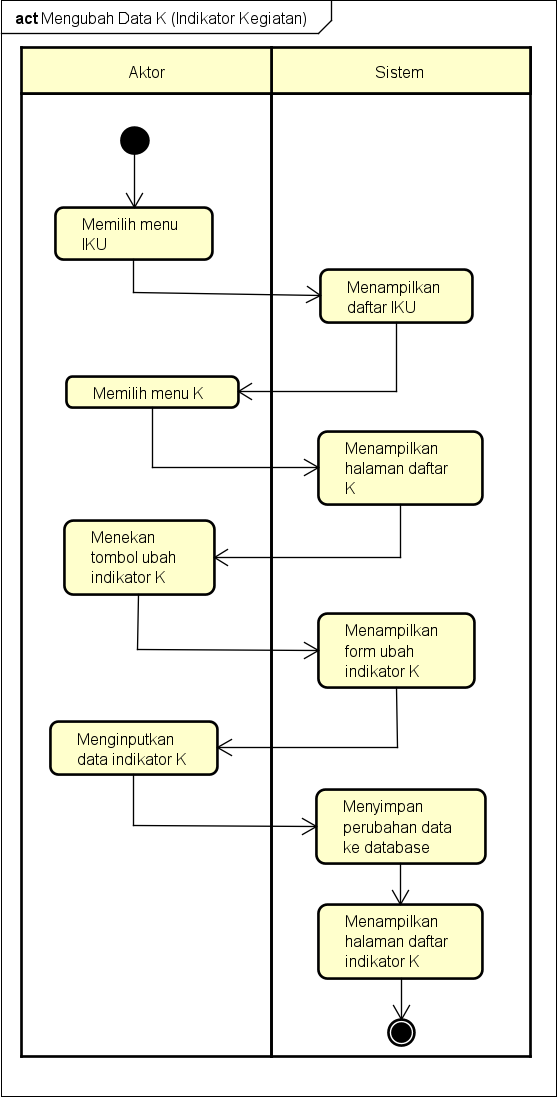 act Mengubah Data K (Indikator Kegiatan)
Aktor
Sistem
Memilih menu
IKU
Menampilkan
daftar IKU
Memilih menu K
Menampilkan
halaman daftar
K
Menekan
tombol ubah
indikator K
Menampilkan
form ubah
indikator K
Menginputkan
data indikator K
Menyimpan
perubahan data
ke database
Menampilkan
halaman daftar
indikator K